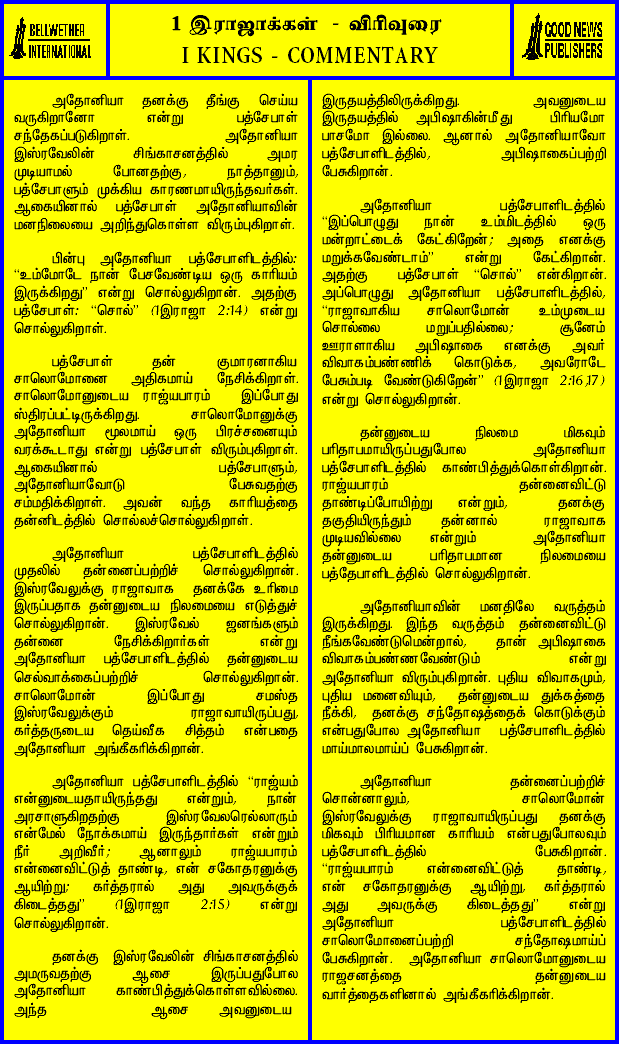 BELLWETHER
INTERNATIONAL
1 இராஜாக்கள் - விரிவுரை
I KINGS - COMMENTARY
GOOD NEWS
PUBLISHERS
அதோனியா தனக்கு தீங்கு செய்ய
வருகிறானோ என்று பத்சேபாள்
சந்தேகப்படுகிறாள். அதோனியா
இஸ்ரவேலின் சிங்காசனத்தில் அமர
முடியாமல் போனதற்கு, நாத்தானும்,
பத்சேபாளும் முக்கிய காரணமாயிருந்தவர்கள்.
ஆகையினால் பத்சேபாள் அதோனியாவின்
மனநிலையை அறிந்துகொள்ள விரும்புகிறாள்.
பின்பு அதோனியா பத்சேபாளிடத்தில்:
“உம்மோடே நான் பேசவேண்டிய ஒரு காரியம்
இருக்கிறது” என்று சொல்லுகிறான். அதற்கு
பத்சேபாள்: “சொல்” (1இராஜா 2:14) என்று
சொல்லுகிறாள்.
பத்சேபாள் தன் குமாரனாகிய
சாலொமோனை அதிகமாய் நேசிக்கிறாள்.
சாலொமோனுடைய ராஜ்யபாரம் இப்போது
ஸ்திரப்பட்டிருக்கிறது. சாலொமோனுக்கு
அதோனியா மூலமாய் ஒரு பிரச்சனையும்
வரக்கூடாது என்று பத்சேபாள் விரும்புகிறாள்.
ஆகையினால் பத்சேபாளும்,
அதோனியாவோடு பேசுவதற்கு
சம்மதிக்கிறாள். அவன் வந்த காரியத்தை
தன்னிடத்தில் சொல்லச்சொல்லுகிறாள்.
அதோனியா பத்சேபாளிடத்தில்
முதலில் தன்னைப்பற்றிச் சொல்லுகிறான்.
இஸ்ரவேலுக்கு ராஜாவாக தனக்கே உரிமை
இருப்பதாக தன்னுடைய நிலமையை எடுத்துச்
சொல்லுகிறான். இஸ்ரவேல் ஜனங்களும்
தன்னை நேசிக்கிறார்கள் என்று
அதோனியா பத்சேபாளிடத்தில் தன்னுடைய
செல்வாக்கைப்பற்றிச் சொல்லுகிறான்.
சாலொமோன் இப்போது சமஸ்த
இஸ்ரவேலுக்கும் ராஜாவாயிருப்பது,
கர்த்தருடைய தெய்வீக சித்தம் என்பதை
அதோனியா அங்கீகரிக்கிறான்.
அதோனியா பத்சேபாளிடத்தில் “ராஜ்யம்
என்னுடையதாயிருந்தது என்றும், நான்
அரசாளுகிறதற்கு இஸ்ரவேலரெல்லாரும்
என்மேல் நோக்கமாய் இருந்தார்கள் என்றும்
நீர் அறிவீர்; ஆனாலும் ராஜ்யபாரம்
என்னைவிட்டுத் தாண்டி, என் சகோதரனுக்கு
ஆயிற்று; கர்த்தரால் அது அவருக்குக்
கிடைத்தது” (1இராஜா 2:15) என்று
சொல்லுகிறான்.
தனக்கு இஸ்ரவேலின் சிங்காசனத்தில்
அமருவதற்கு ஆசை இருப்பதுபோல
அதோனியா காண்பித்துக்கொள்ளவில்லை.
அந்த ஆசை அவனுடைய
இருதயத்திலிருக்கிறது. அவனுடைய
இருதயத்தில் அபிஷாகின்மீது பிரியமோ
பாசமோ இல்லை. ஆனால் அதோனியாவோ
பத்சேபாளிடத்தில், அபிஷாகைப்பற்றி
பேசுகிறான்.
அதோனியா பத்சேபாளிடத்தில்
“இப்பொழுது நான் உம்மிடத்தில் ஒரு
மன்றாட்டைக் கேட்கிறேன்; அதை எனக்கு
மறுக்கவேண்டாம்” என்று கேட்கிறான்.
அதற்கு பத்சேபாள் “சொல்” என்கிறான்.
அப்பொழுது அதோனியா பத்சேபாளிடத்தில்,
“ராஜாவாகிய சாலொமோன் உம்முடைய
சொல்லை மறுப்பதில்லை; சூனேம்
ஊராளாகிய அபிஷாகை எனக்கு அவர்
விவாகம்பண்ணிக் கொடுக்க, அவரோடே
பேசும்படி வேண்டுகிறேன்” (1இராஜா 2:16,17)
என்று சொல்லுகிறான்.
தன்னுடைய நிலமை மிகவும்
பரிதாபமாயிருப்பதுபோல அதோனியா
பத்சேபாளிடத்தில் காண்பித்துக்கொள்கிறான்.
ராஜ்யபாரம் தன்னைவிட்டு
தாண்டிப்போயிற்று என்றும், தனக்கு
தகுதியிருந்தும் தன்னால் ராஜாவாக
முடியவில்லை என்றும் அதோனியா
தன்னுடைய பரிதாபமான நிலமையை
பத்தேபாளிடத்தில் சொல்லுகிறான்.
அதோனியாவின் மனதிலே வருத்தம்
இருக்கிறது. இந்த வருத்தம் தன்னைவிட்டு
நீங்கவேண்டுமென்றால், தான் அபிஷாகை
விவாகம்பண்ணவேண்டும் என்று
அதோனியா விரும்புகிறான். புதிய விவாகமும்,
புதிய மனைவியும், தன்னுடைய துக்கத்தை
நீக்கி, தனக்கு சந்தோஷத்தைக் கொடுக்கும்
என்பதுபோல அதோனியா பத்சேபாளிடத்தில்
மாய்மாலமாய்ப் பேசுகிறான்.
அதோனியா தன்னைப்பற்றிச்
சொன்னாலும், சாலொமோன்
இஸ்ரவேலுக்கு ராஜாவாயிருப்பது தனக்கு
மிகவும் பிரியமான காரியம் என்பதுபோலவும்
பத்சேபாளிடத்தில் பேசுகிறான்.
“ராஜ்யபாரம் என்னைவிட்டுத் தாண்டி,
என் சகோதரனுக்கு ஆயிற்று, கர்த்தரால்
அது அவருக்கு கிடைத்தது” என்று
அதோனியா பத்சேபாளிடத்தில்
சாலொமோனைப்பற்றி சந்தோஷமாய்ப்
பேசுகிறான். அதோனியா சாலொமோனுடைய
ராஜசனத்தை தன்னுடைய
வார்த்தைகளினால் அங்கீகரிக்கிறான்.